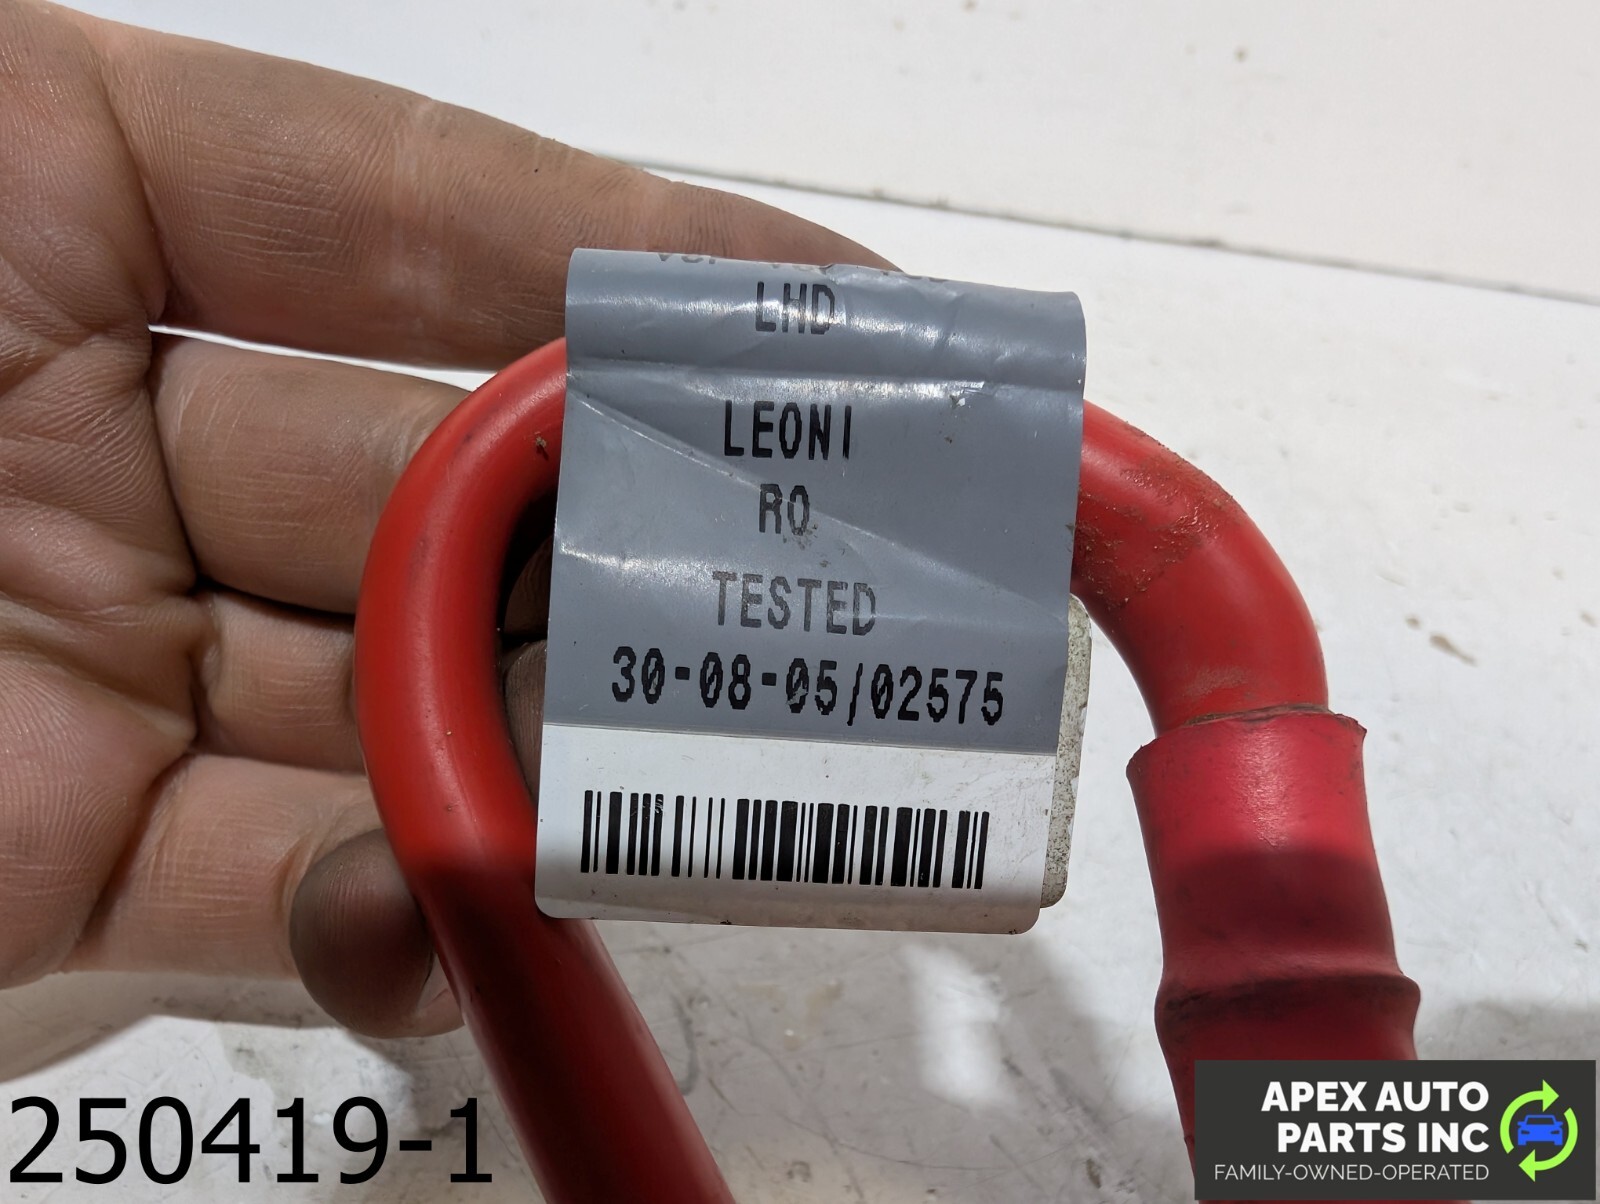 LHD
LEONI
RO
TESTED
30-08-05/02575
250419-1
APEX AUTO
PARTS INC
FAMILY-OWNED-OPERATED